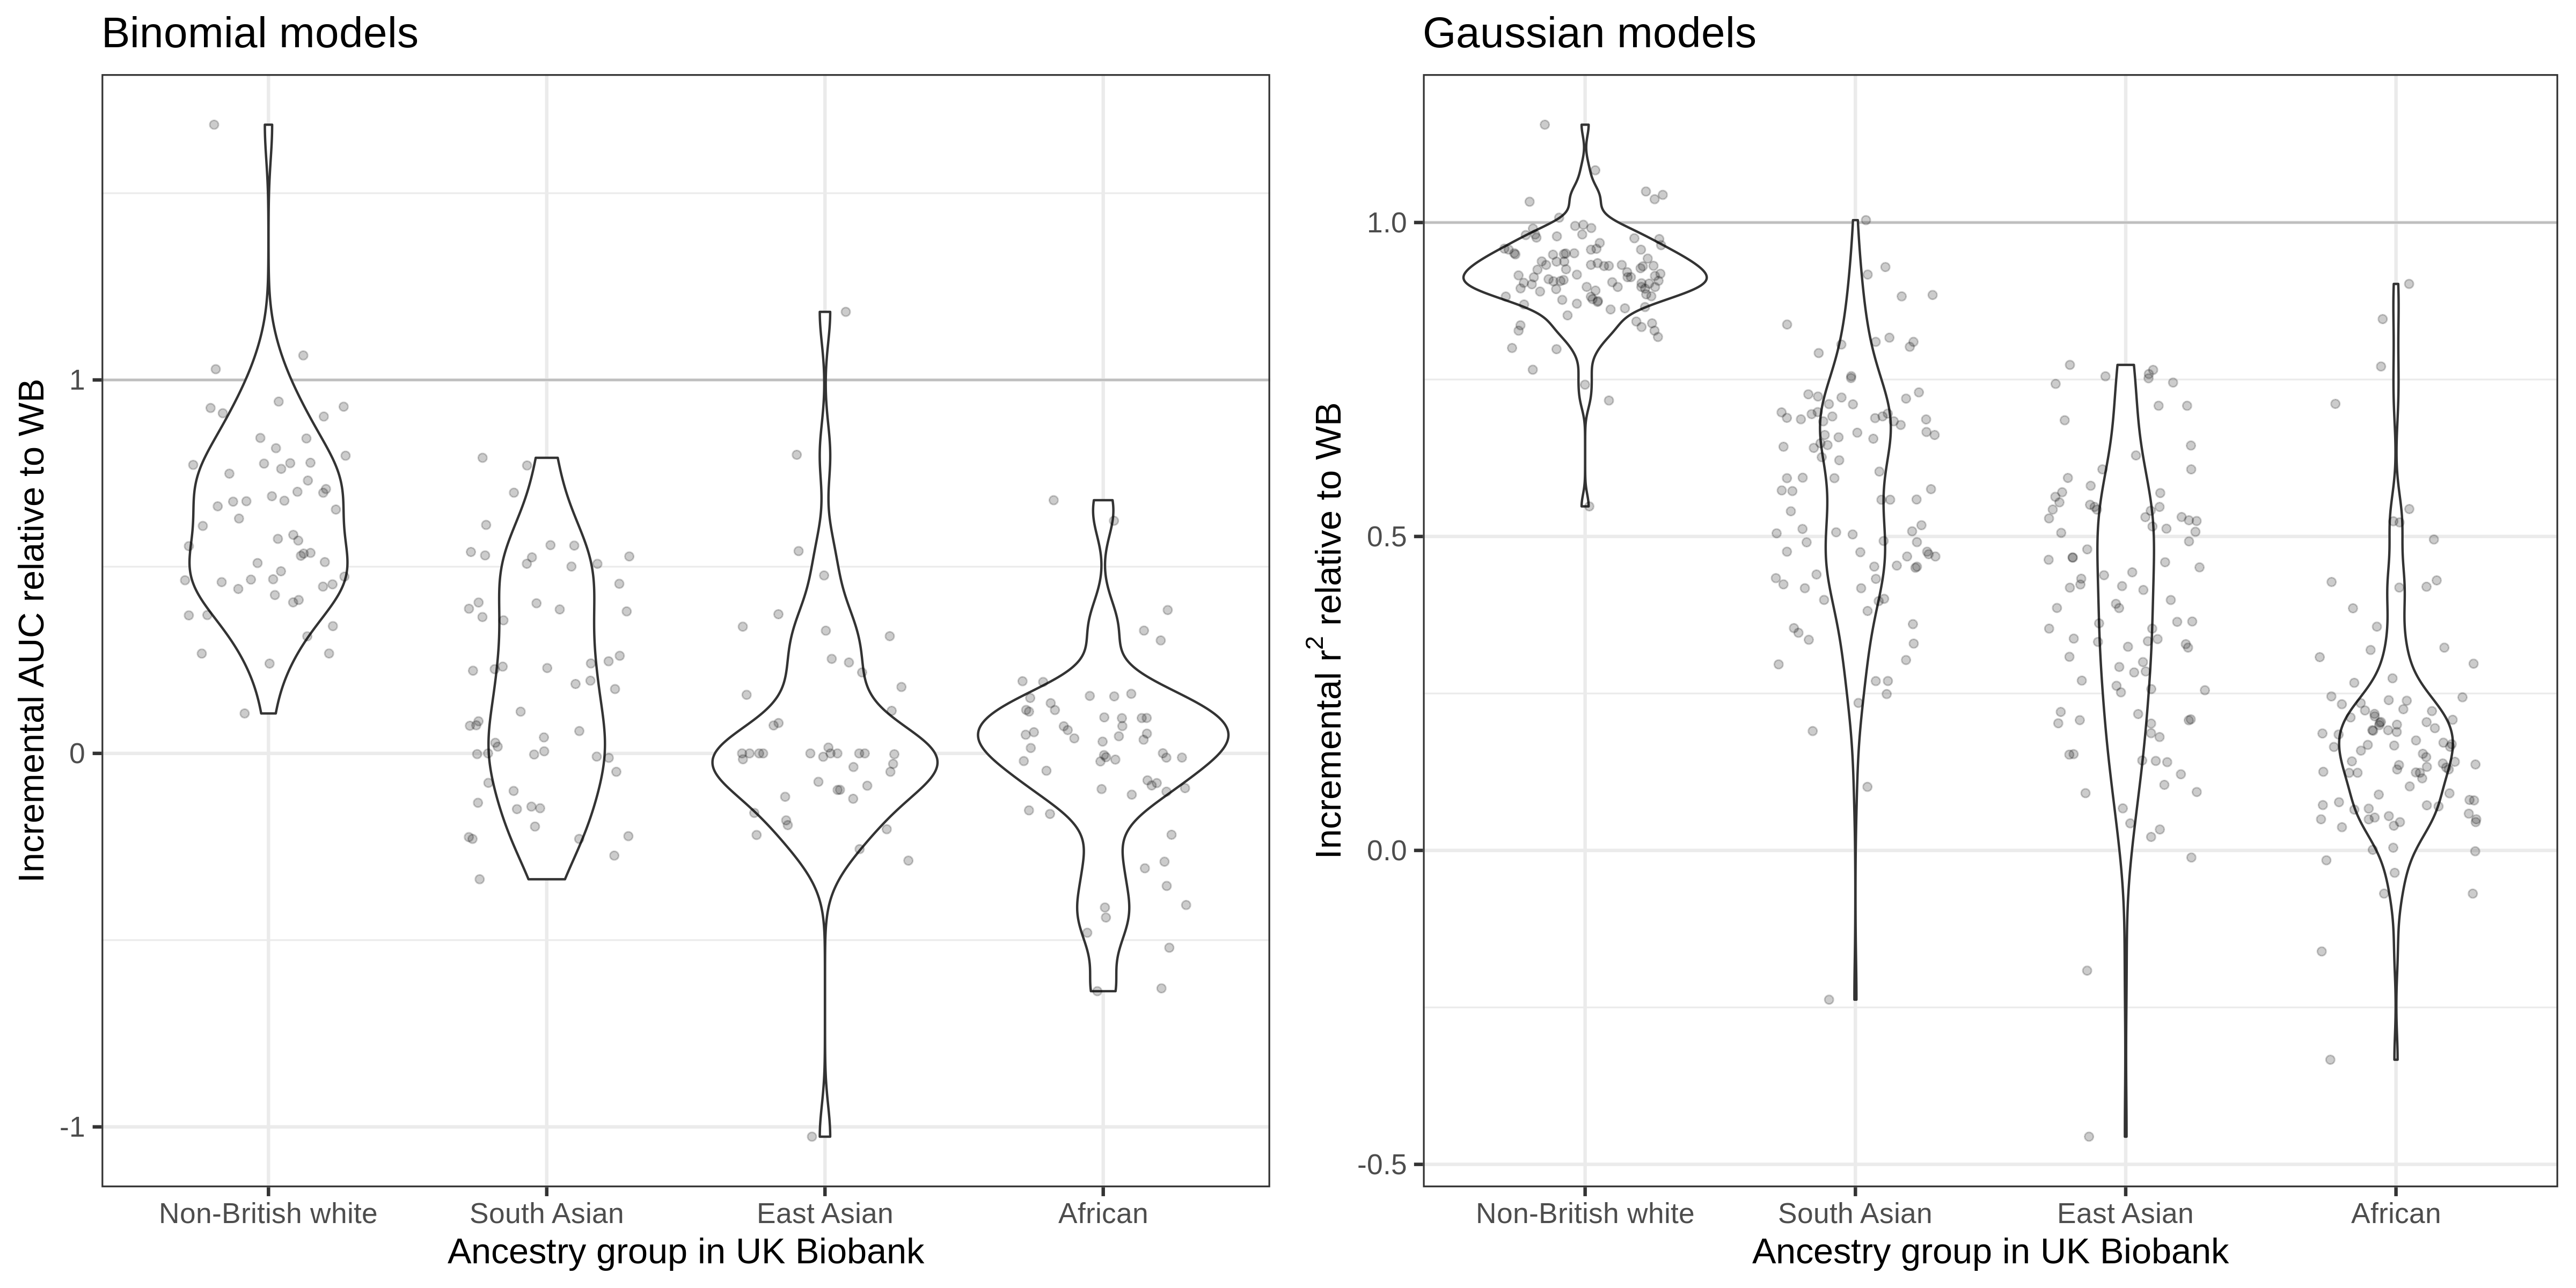 Binomial models
Incremental AUC relative to WB
1
0
-1
Non-British white South Asian East Asian African
Ancestry group in UK Biobank
Gaussian models
Incremental r² relative to WB
1.0
0.5
0.0
-0.5
Non-British white South Asian East Asian African
Ancestry group in UK Biobank